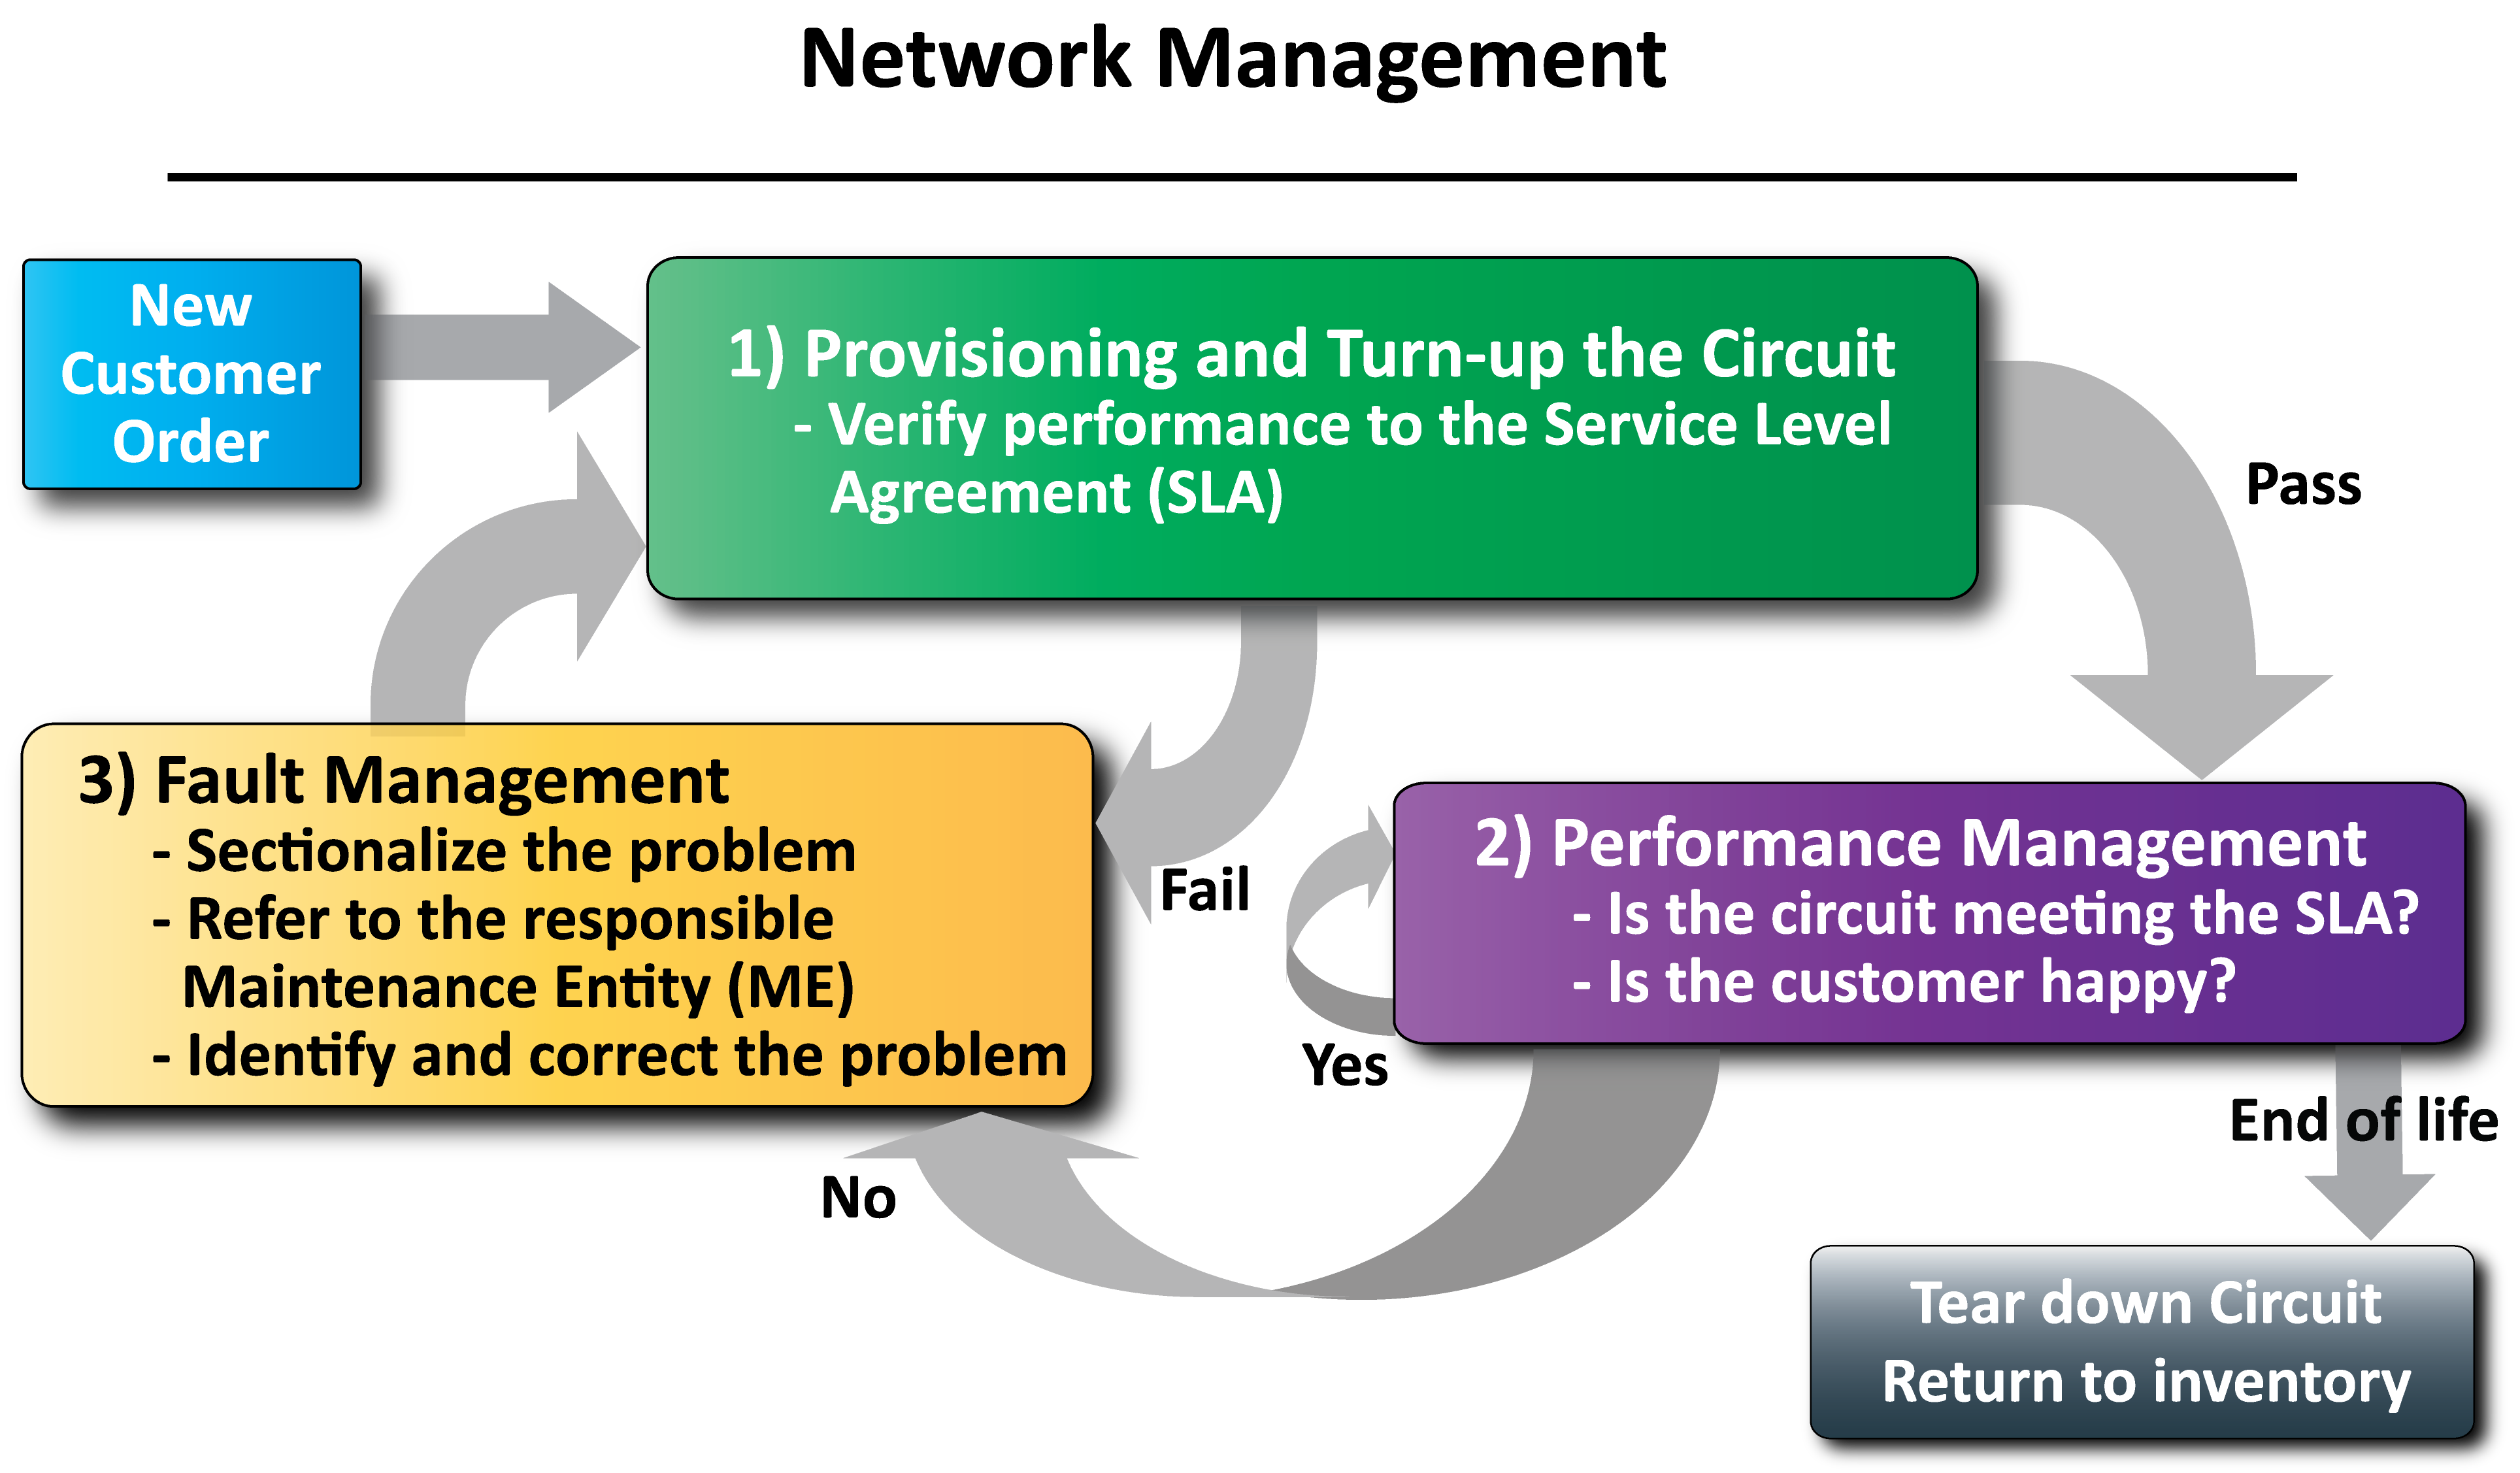 Network Management
New
Customer
Order
1) Provisioning and Turn-up the Circuit
- Verify performance to the Service Level
Agreement (SLA)
Pass
Fail
3) Fault Management
- Sectionalize the problem
- Refer to the responsible
Maintenance Entity (ME)
- Identify and correct the problem
2) Performance Management
- Is the circuit meeting the SLA?
- Is the customer happy?
Yes
No
End of life
Tear down Circuit
Return to inventory